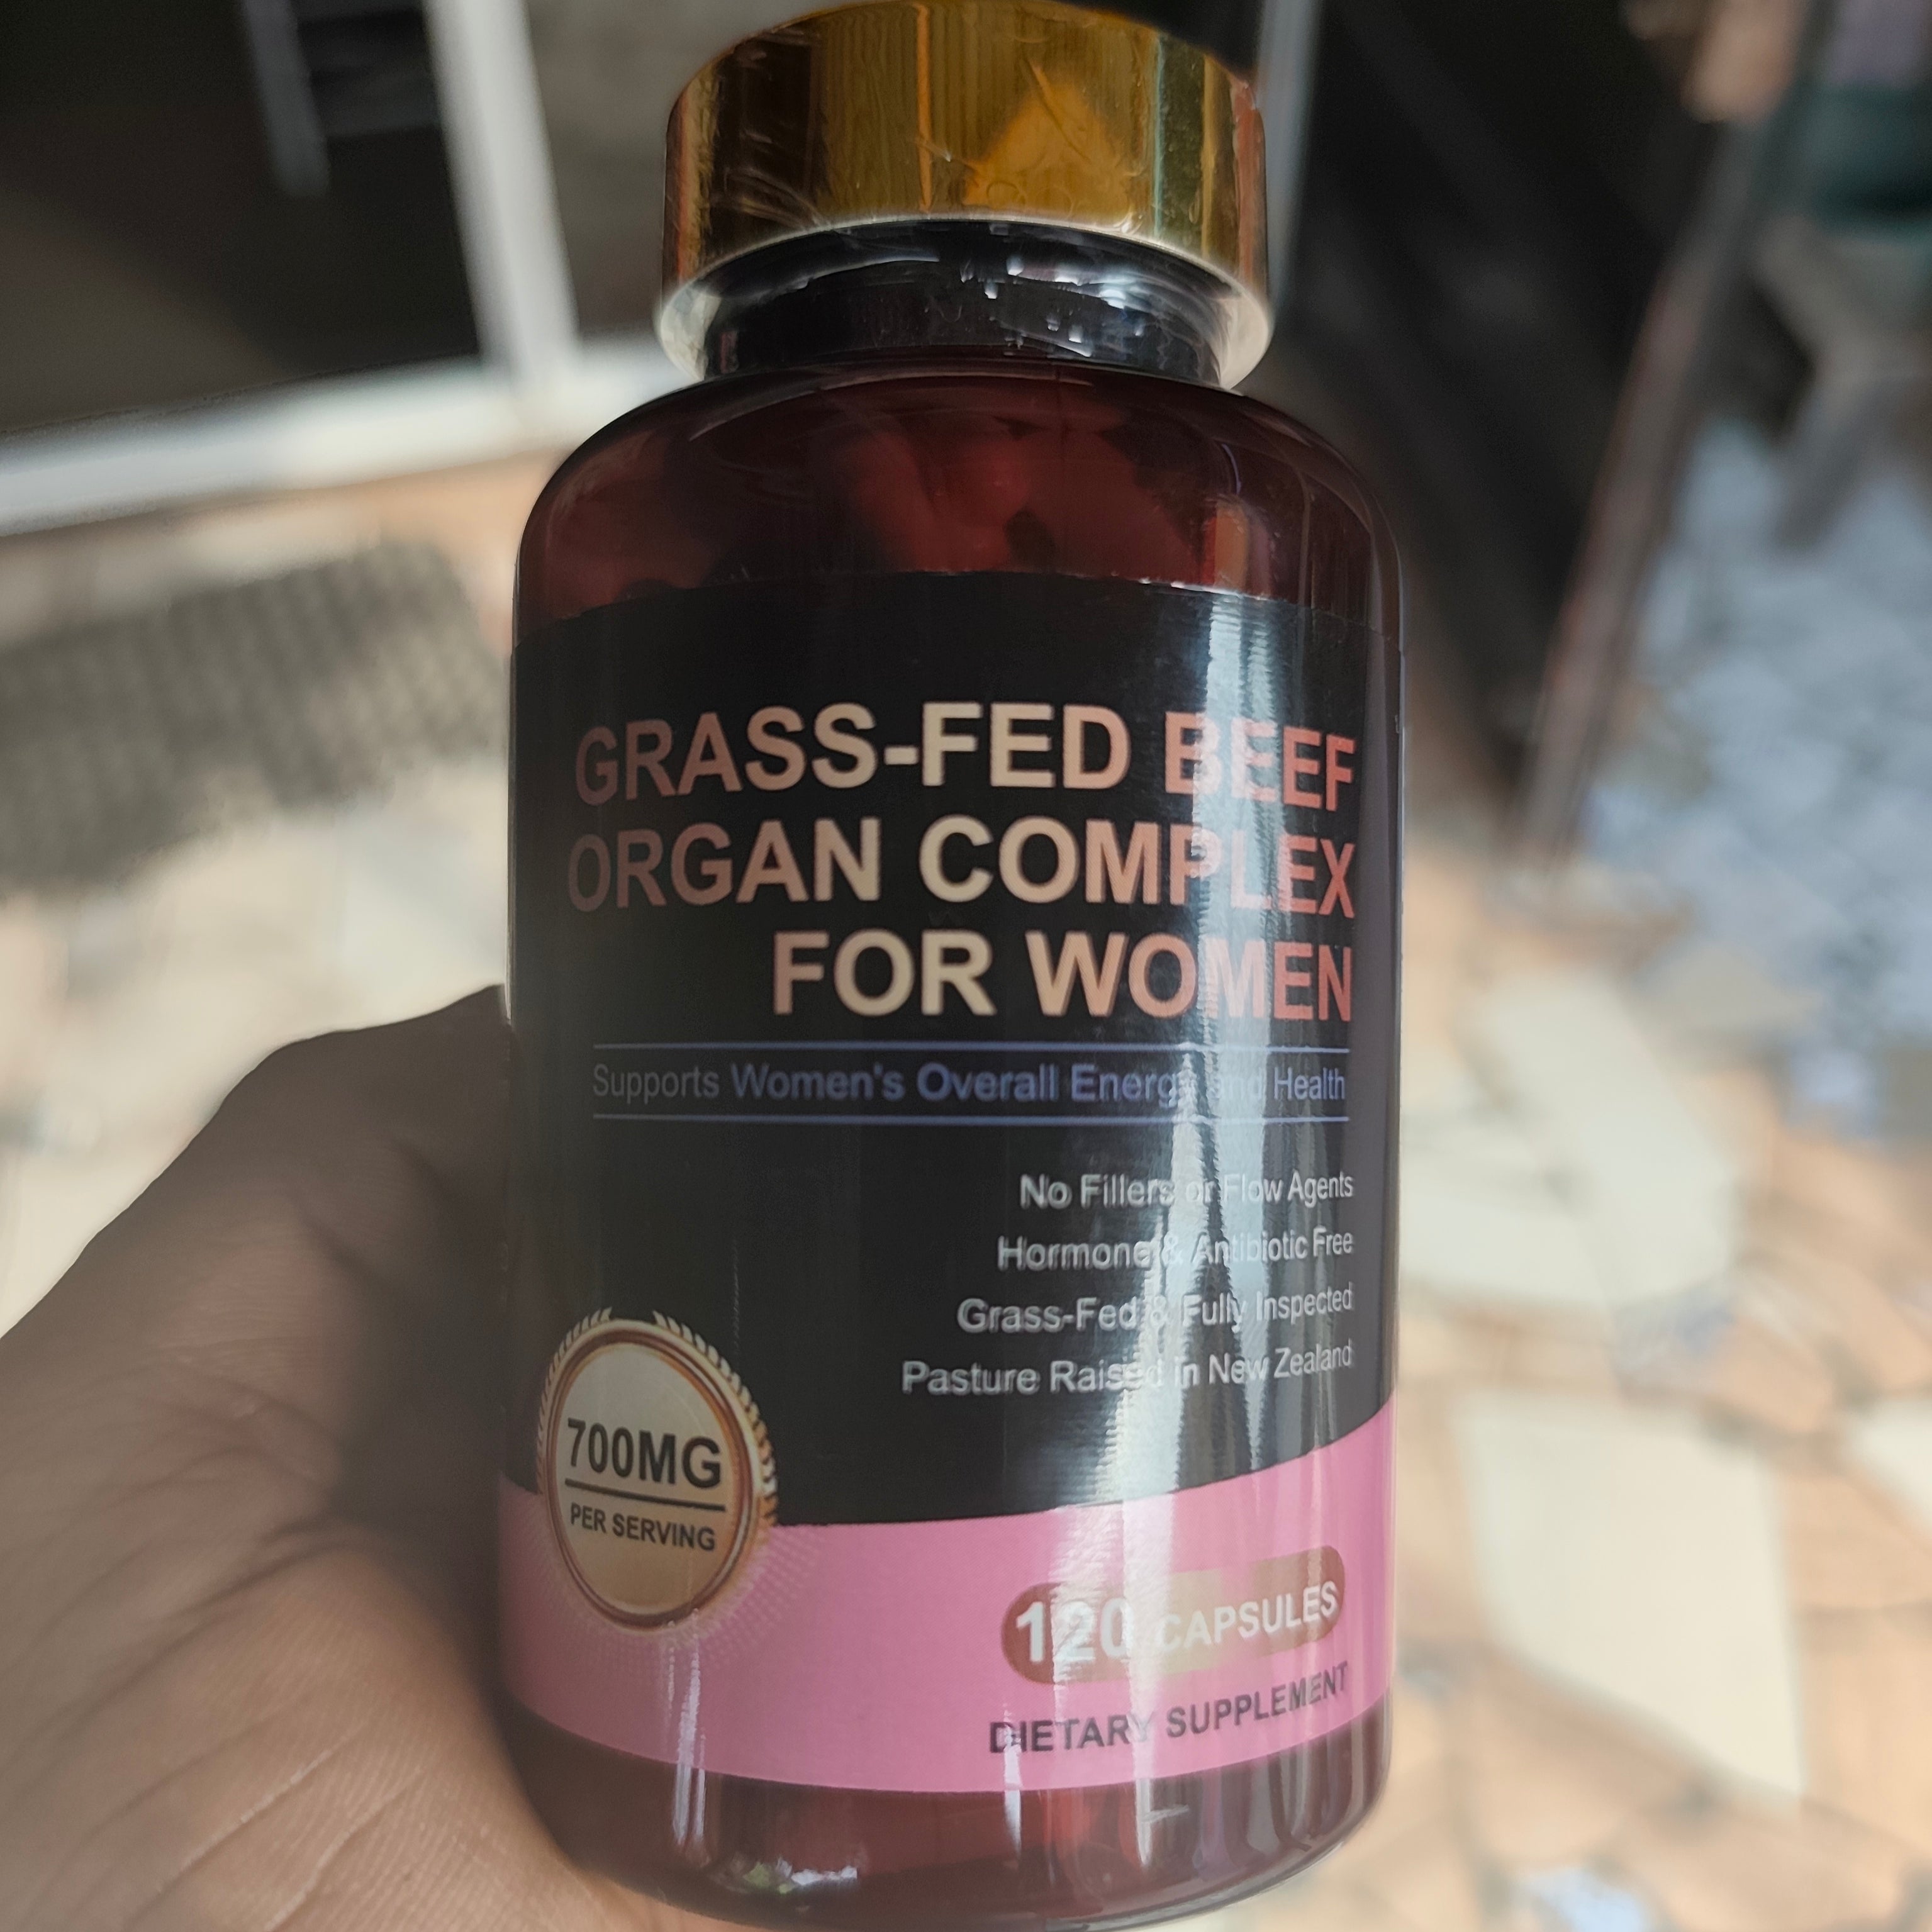 GRASS-FED BEEF
ORGAN COMPLEX
FOR WOMEN
Supports Women's Overall Energy and Health
No Fillers or Flow Agents
Hormone & Antibiotic Free
Grass-Fed & Fully Inspected
Pasture Raised in New Zealand
700MG
PER SERVING
120 CAPSULES
DIETARY SUPPLEMENT